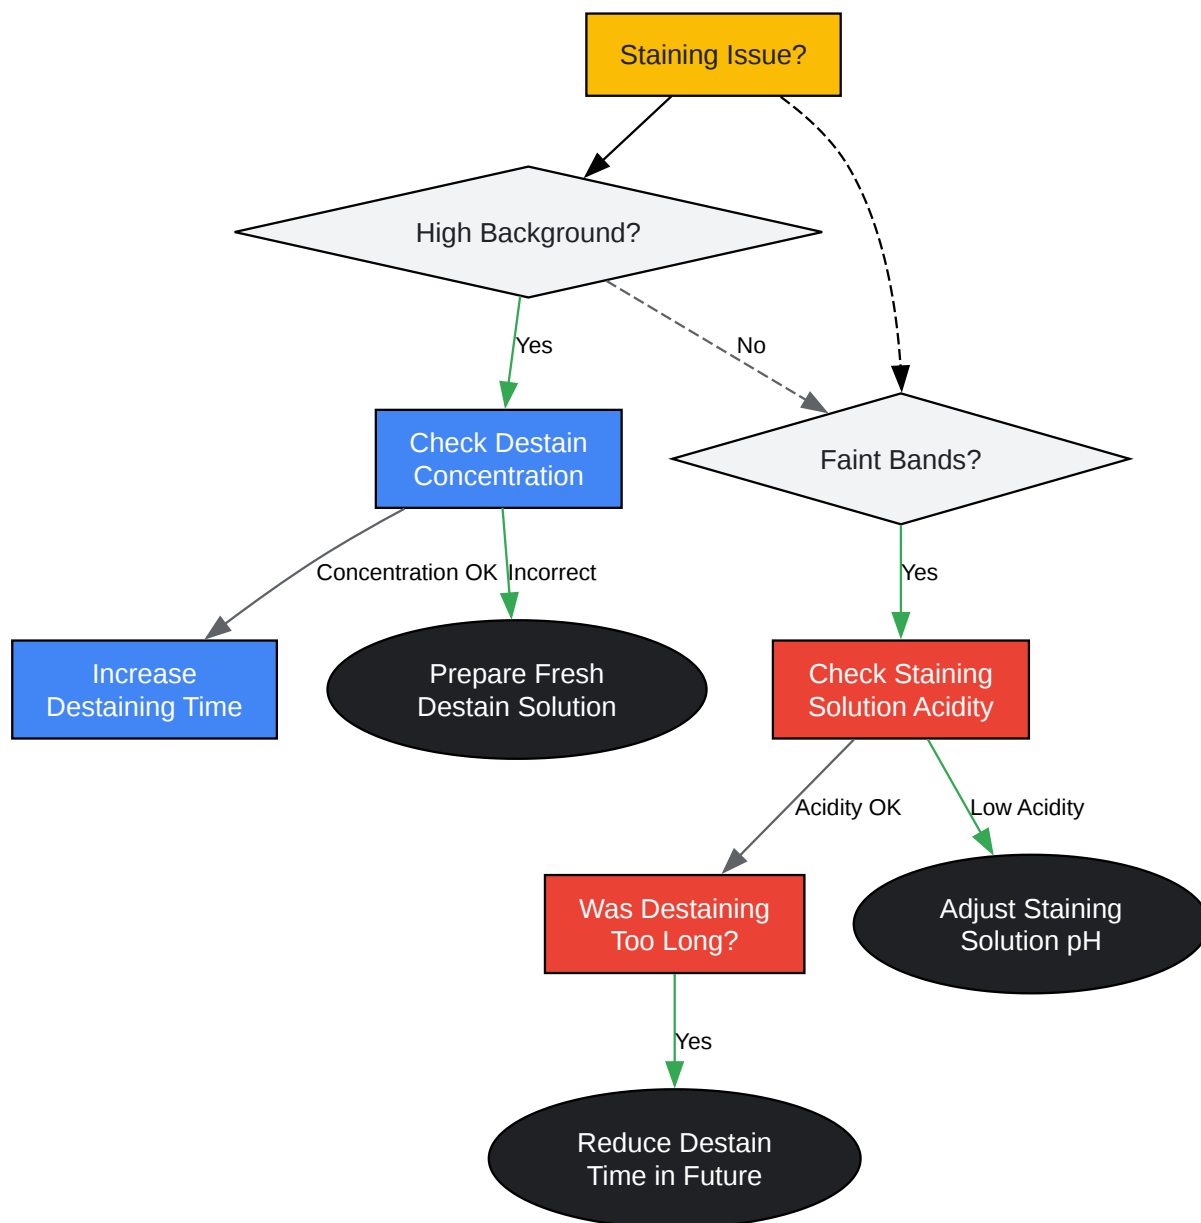 Staining Issue?
High Background?
Yes
No
Check Destain
Concentration
Faint Bands?
Concentration OK
Incorrect
Yes
Increase
Destaining Time
Prepare Fresh
Destain Solution
Check Staining
Solution Acidity
Acidity OK
Low Acidity
Was Destaining
Too Long?
Adjust Staining
Solution pH
Yes
Reduce Destain
Time in Future